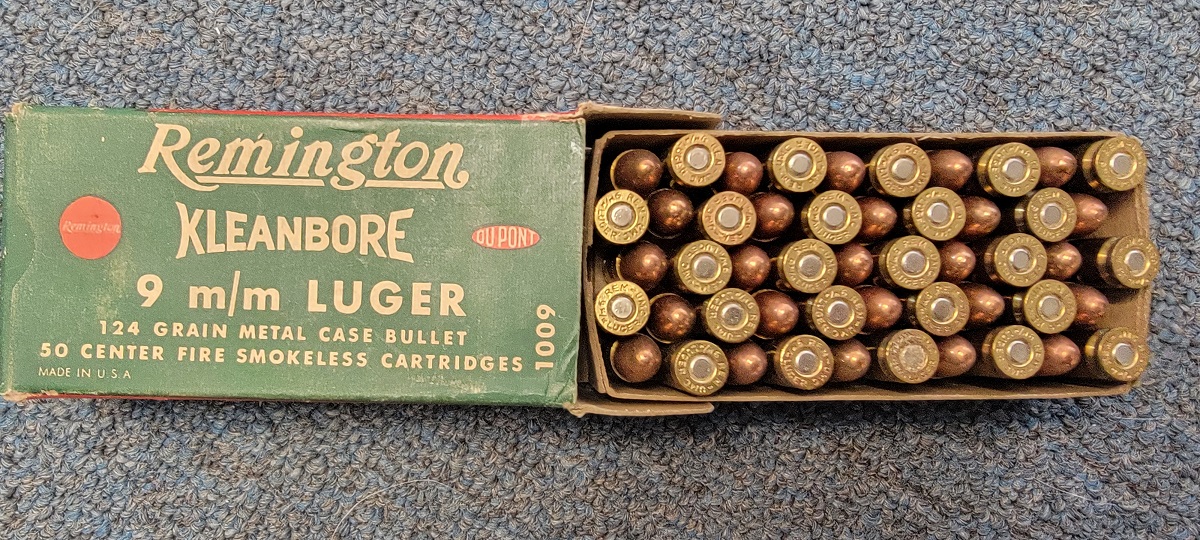 Remington
KLEANBORE
Remington
DU PONT
9 m/m LUGER
124 GRAIN METAL CASE BULLET
50 CENTER FIRE SMOKELESS CARTRIDGES
MADE IN U.S.A
1009